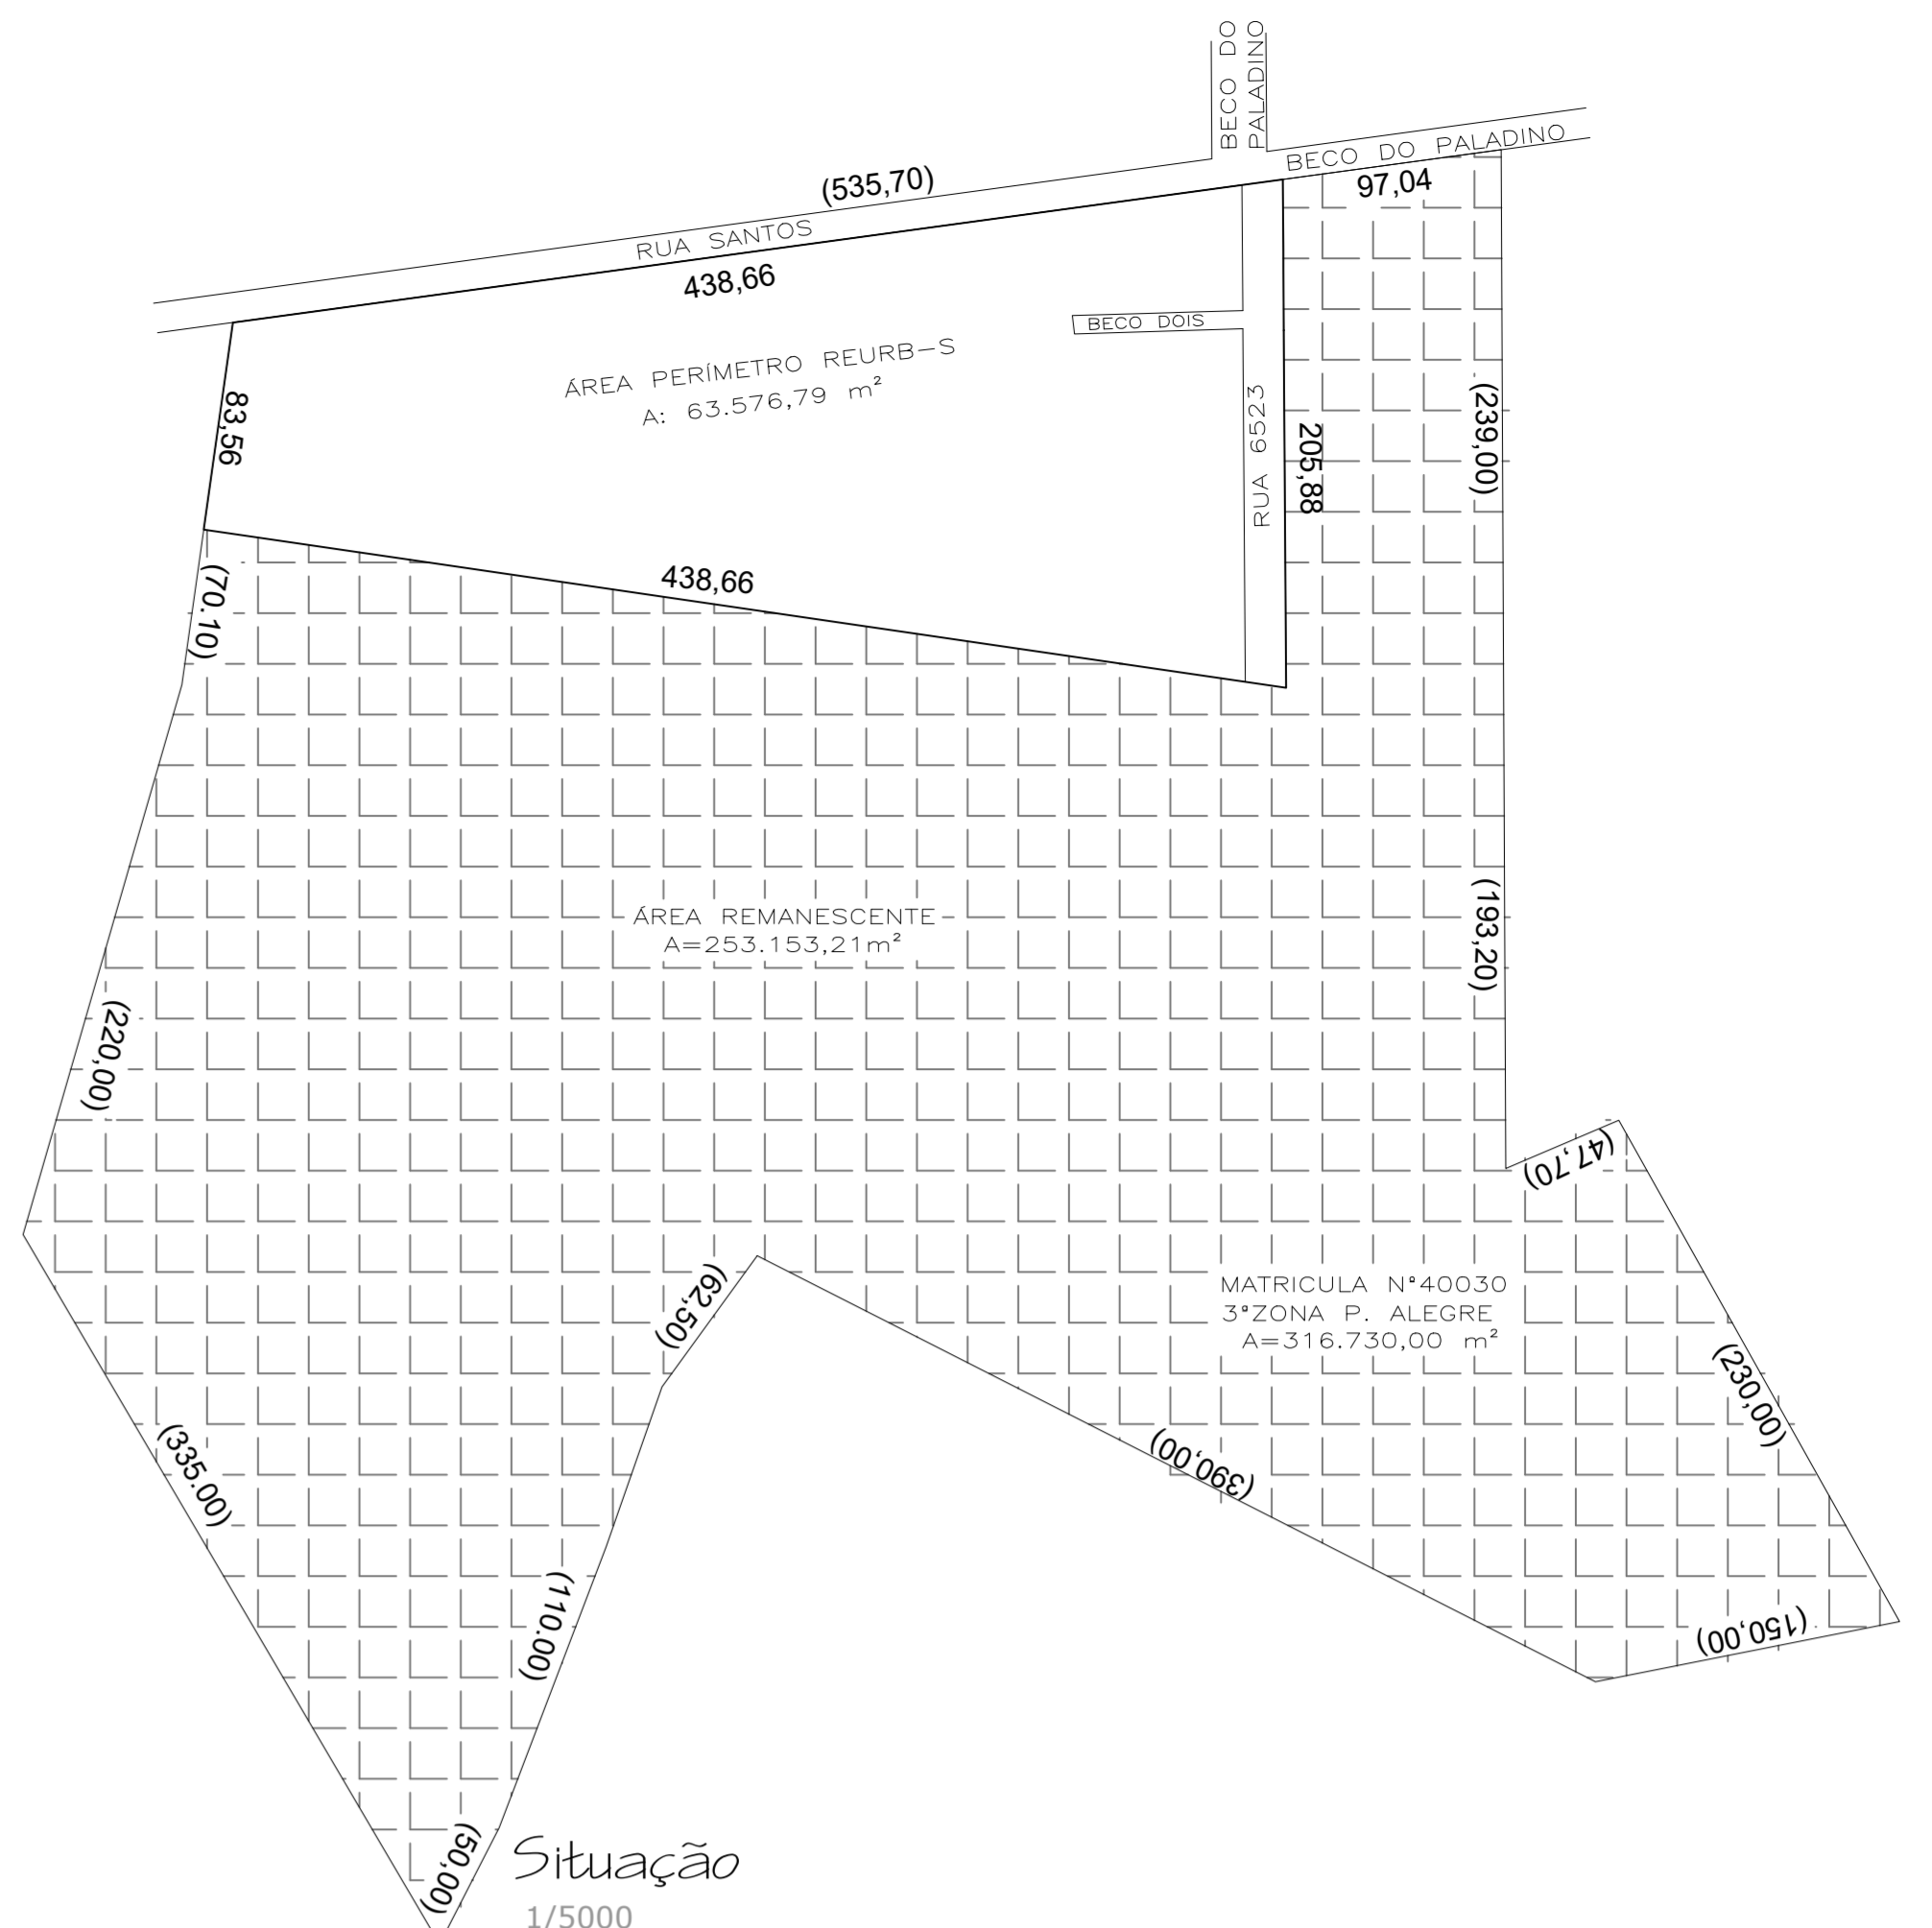 BECO DO
PALADINO
BECO DO PALADINO
(535,70)
97,04
RUA SANTOS
438,66
BECO DOIS
ÁREA PERÍMETRO REURB-S
A: 63.576,79 m²
83,56
RUA 6523
205,88
(239,00)
438,66
(70.10)
ÁREA REMANESCENTE
A=253.153,21m²
(193,20)
(220,00)
(47,70)
(62,50)
MATRICULA Nº40030
3ªZONA P. ALEGRE
A=316.730,00 m²
(230,00)
(335.00)
(390,00)
(110.00)
(150,00)
(50,00)
Situação
1/5000